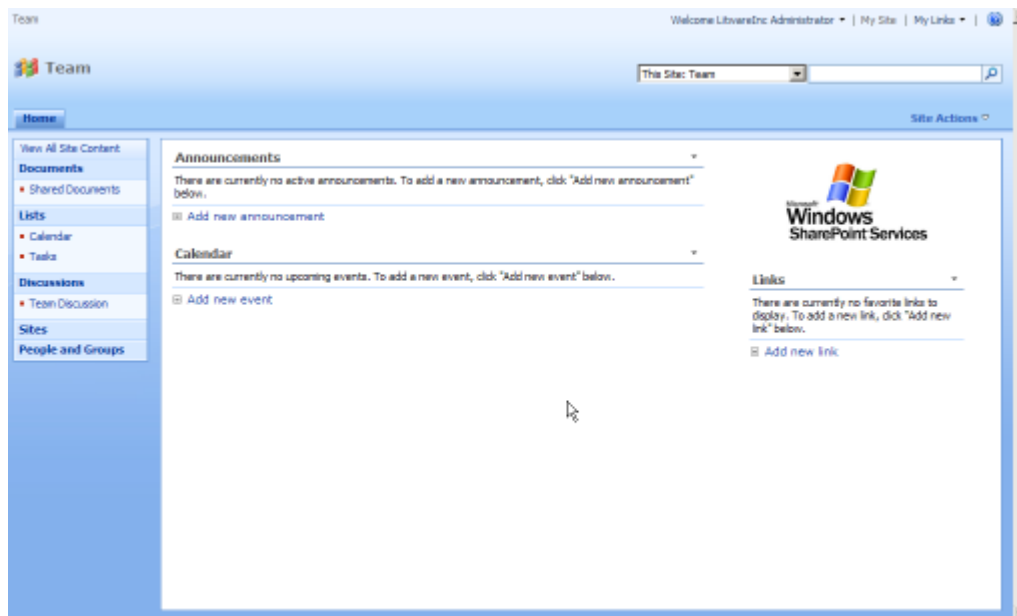 Team
Welcome LitwareInc Administrator | My Site | My Links |
Team
This Site: Team
Home
Site Actions
View All Site Content
Documents
Shared Documents
Lists
Calendar
Tasks
Discussions
Team Discussion
Sites
People and Groups
Announcements
There are currently no active announcements. To add a new announcement, click "Add new announcement"
below.
Add new announcement
Calendar
There are currently no upcoming events. To add a new event, click "Add new event" below.
Add new event
Microsoft
Windows
SharePoint Services
Links
There are currently no favorite links to
display. To add a new link, click "Add new
link" below.
Add new link